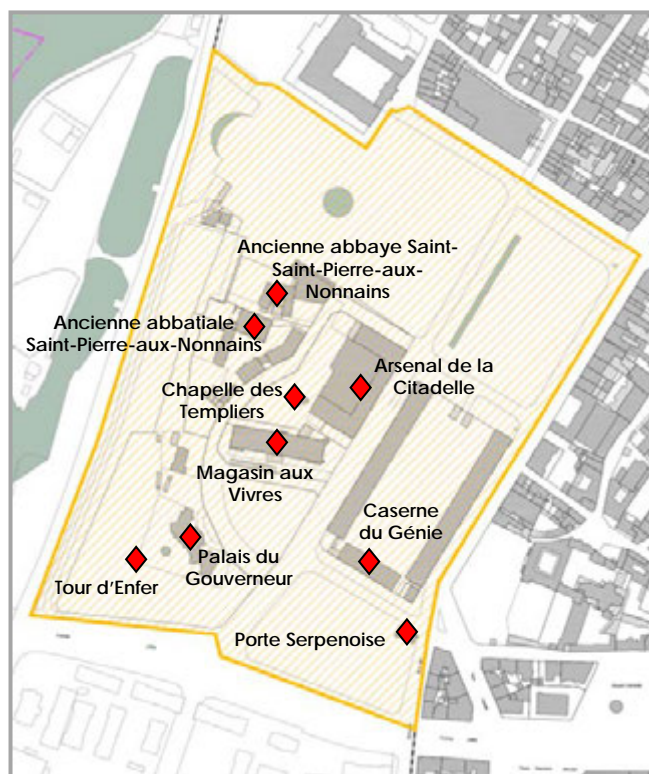 Ancienne abbaye Saint-
Saint-Pierre-aux-
Nonnains
Ancienne abbatiale
Saint-Pierre-aux-Nonnains
Arsenal de la
Citadelle
Chapelle des
Templiers
Magasin aux
Vivres
Caserne
du Génie
Palais du
Gouverneur
Tour d'Enfer
Porte Serpenoise